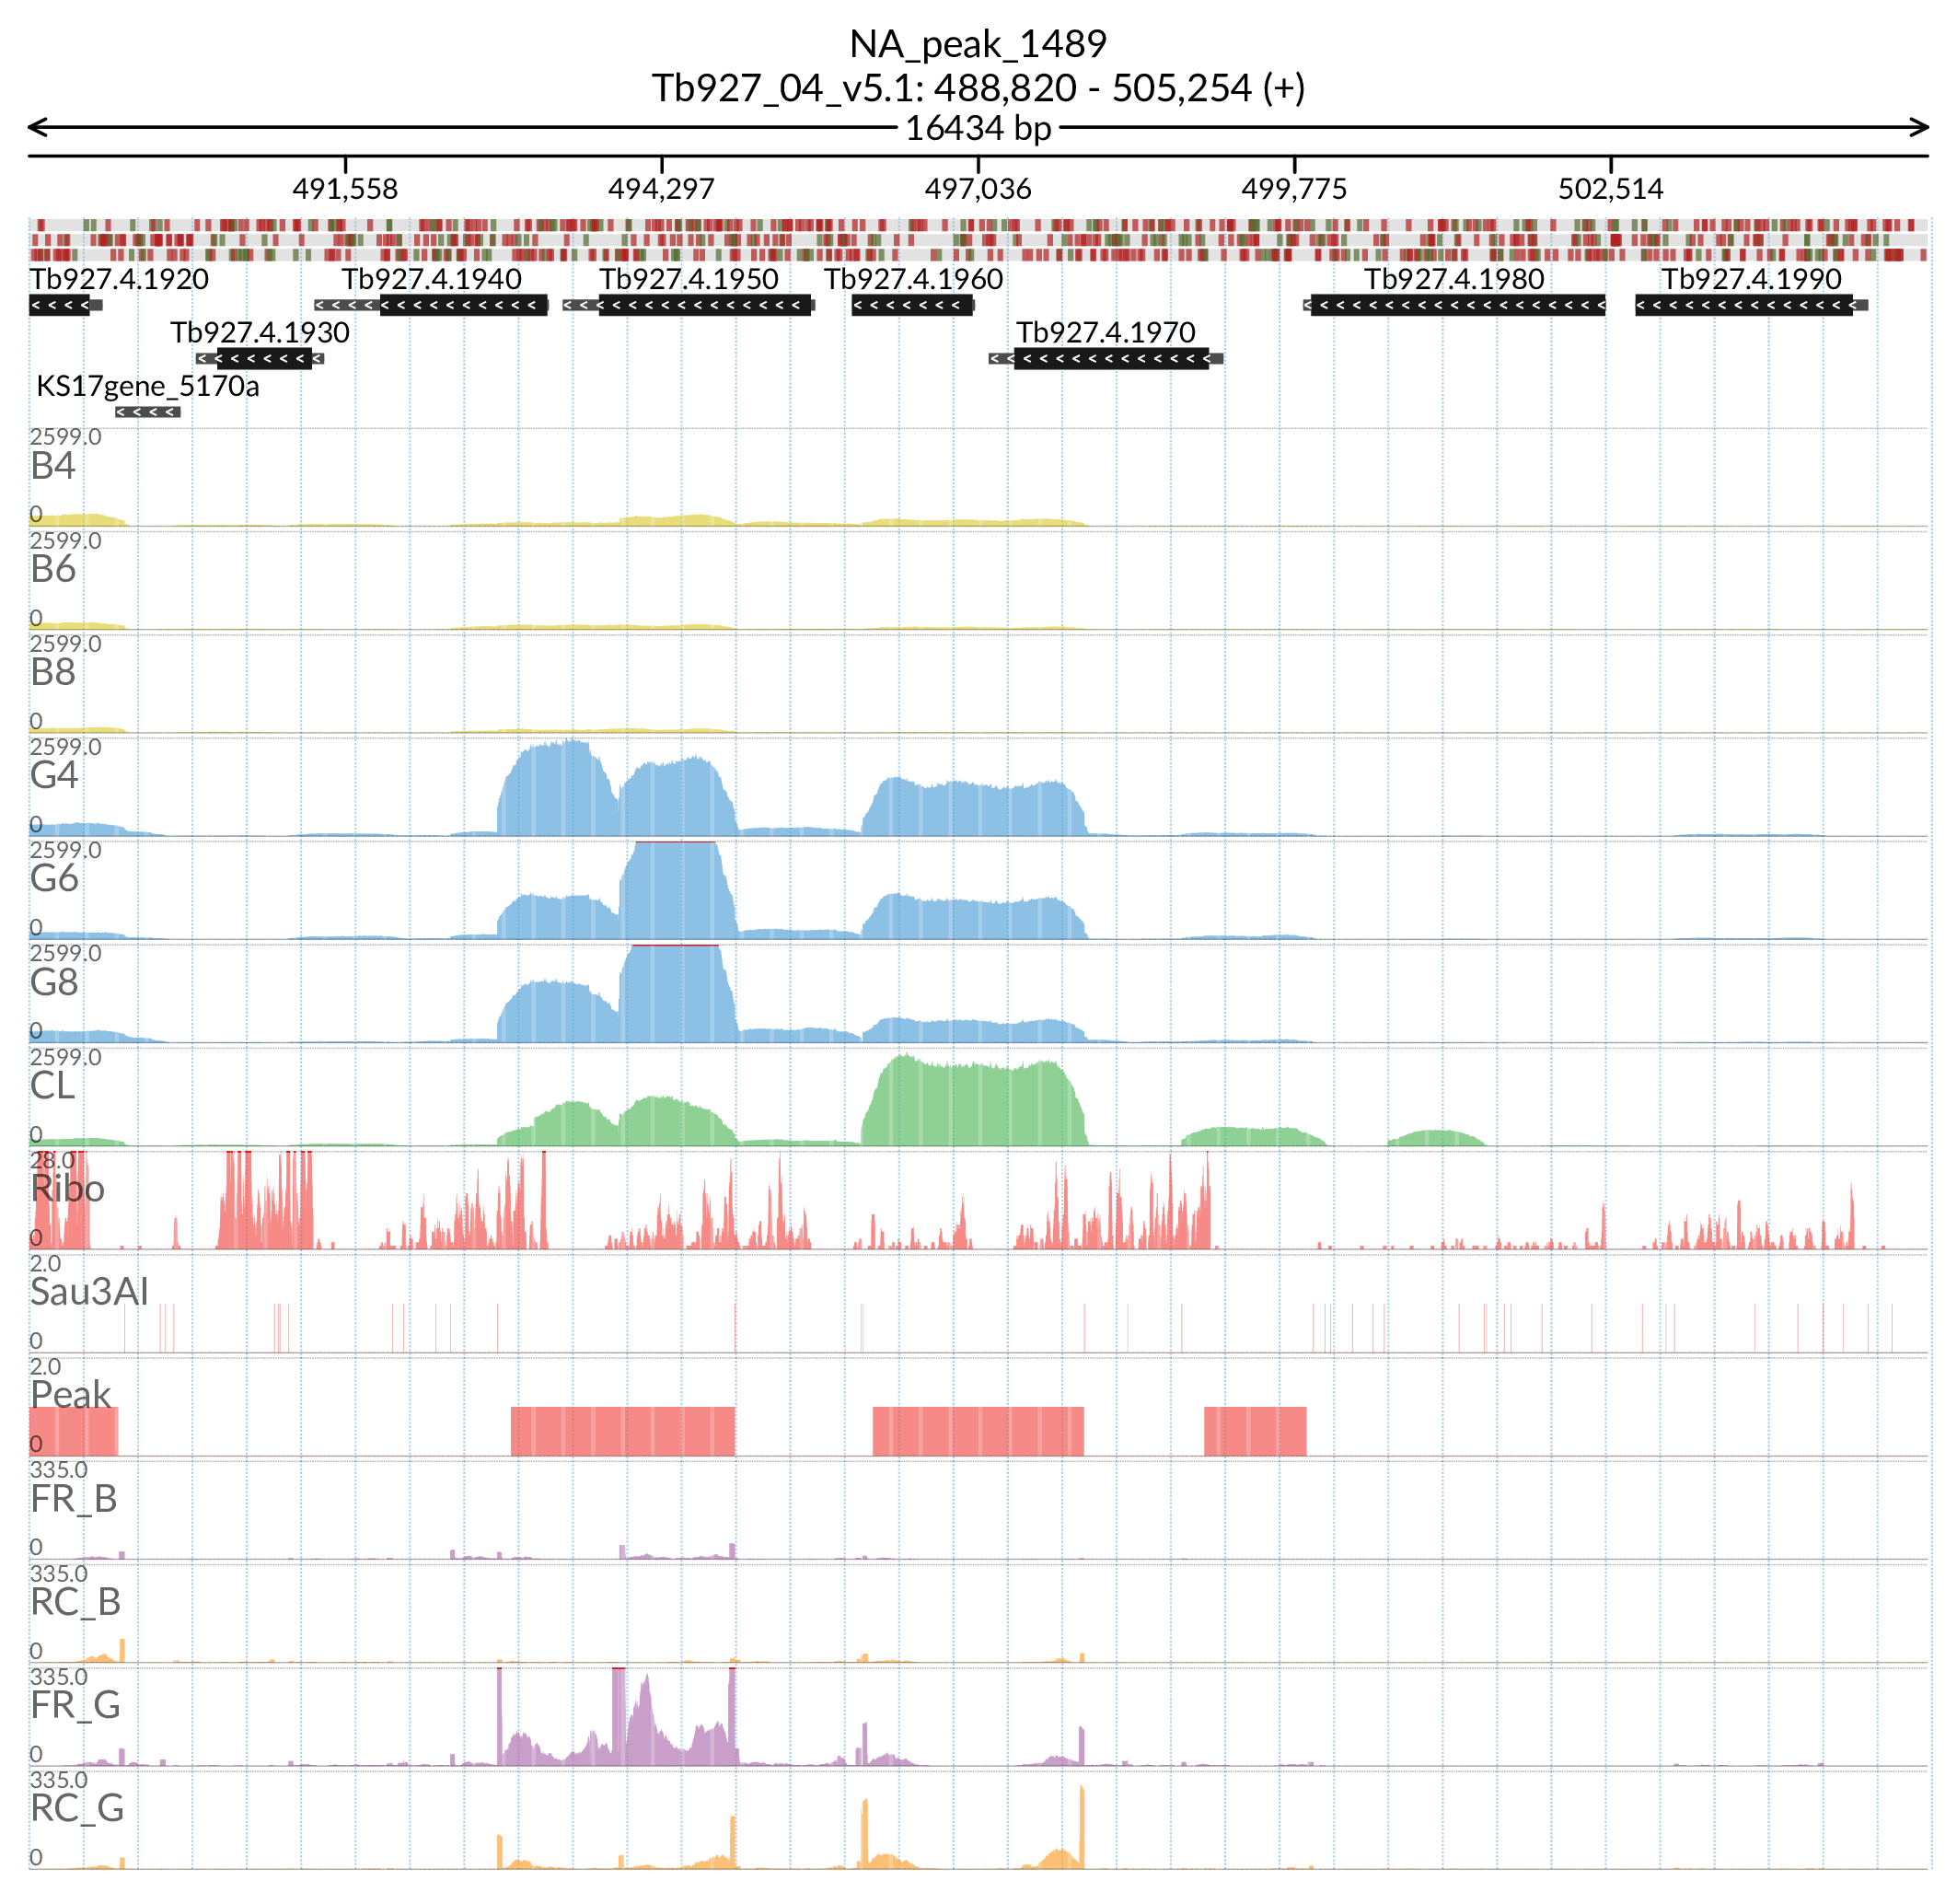 NA_peak_1489
Tb927_04_v5.1: 488,820 - 505,254 (+)
16434 bp
491,558 494,297 497,036 499,775 502,514
Tb927.4.1920 Tb927.4.1940 Tb927.4.1950 Tb927.4.1960 Tb927.4.1980 Tb927.4.1990
Tb927.4.1930 Tb927.4.1970
KS17gene_5170a
2599.0
B4
0
2599.0
B6
0
2599.0
B8
0
2599.0
G4
0
2599.0
G6
0
2599.0
G8
0
2599.0
CL
0
28.0
Ribo
0
2.0
Sau3AI
0
2.0
Peak
0
335.0
FR_B
0
335.0
RC_B
0
335.0
FR_G
0
335.0
RC_G
0